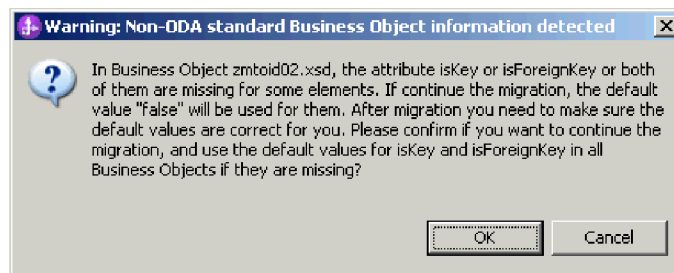 Warning: Non-ODA standard Business Object information detected
In Business Object zmtoid02.xsd, the attribute isKey or isForeignKey or both
of them are missing for some elements. If continue the migration, the default
value "false" will be used for them. After migration you need to make sure the
default values are correct for you. Please confirm if you want to continue the
migration, and use the default values for isKey and isForeignKey in all
Business Objects if they are missing?
OK
Cancel